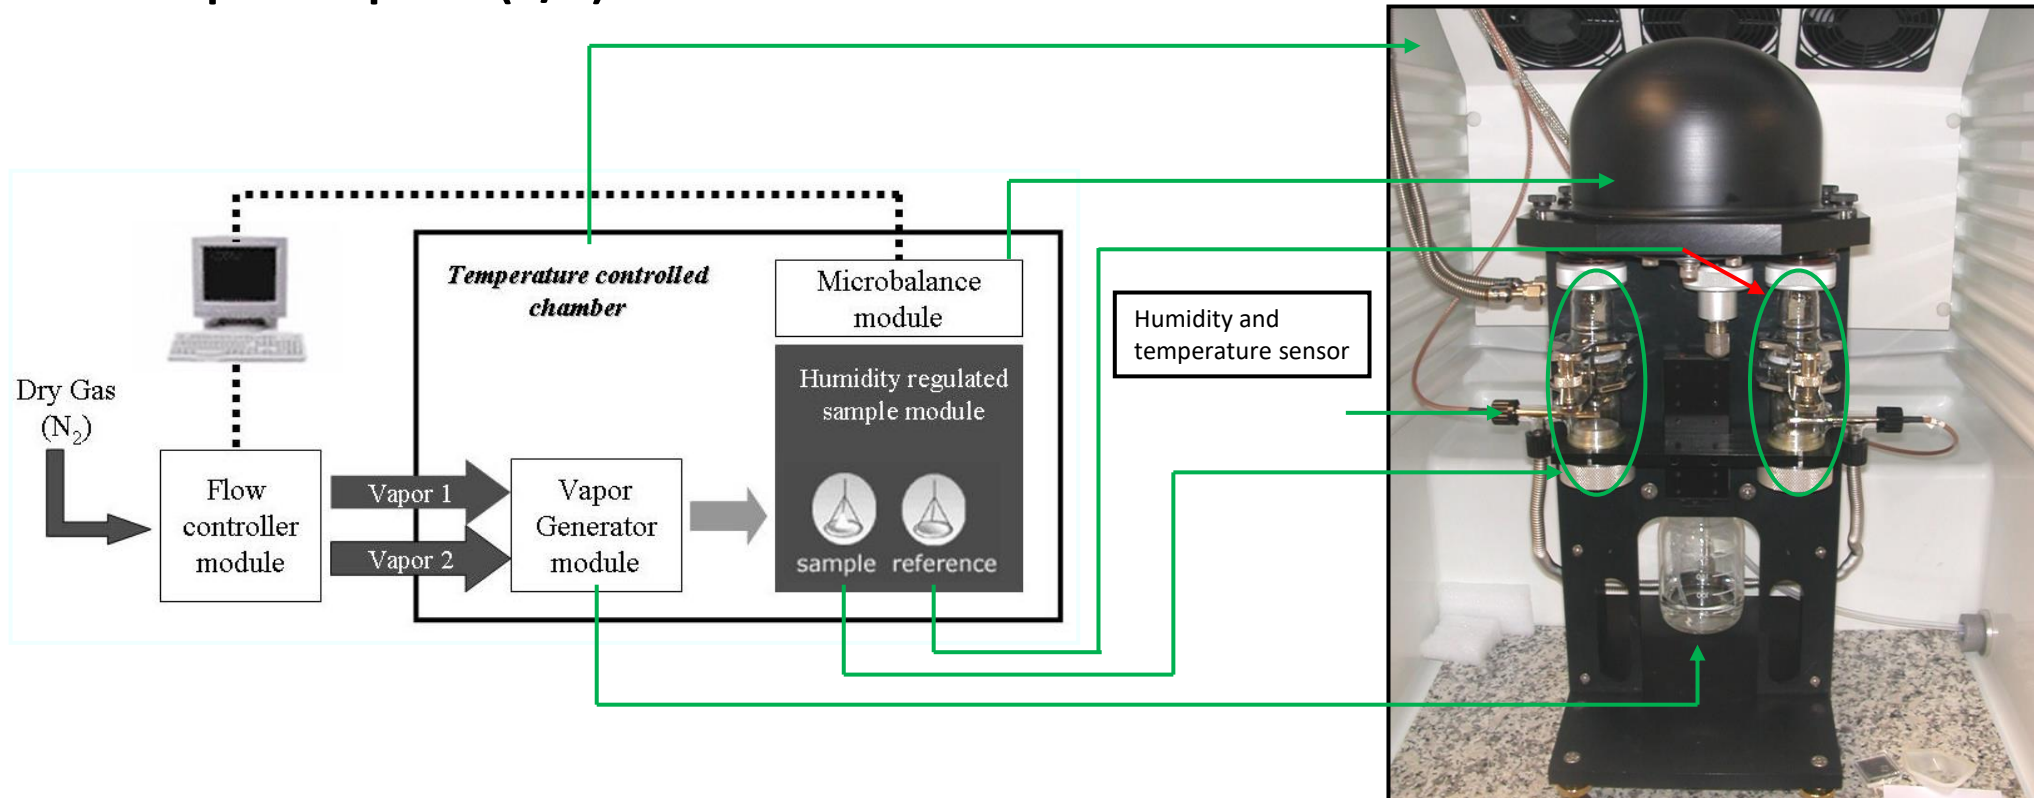 Temperature controlled
chamber
Microbalance
module
Humidity and
temperature sensor
Humidity regulated
sample module
Dry Gas
(N₂)
Flow
controller
module
Vapor 1
Vapor 2
Vapor
Generator
module
sample reference